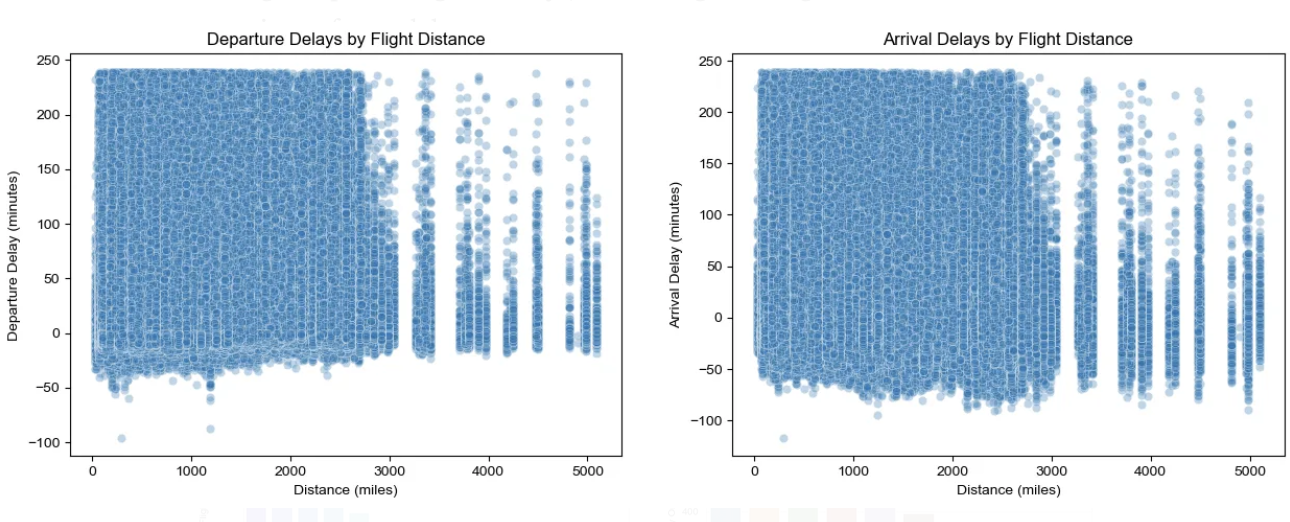 Departure Delays by Flight Distance
250
200
150
100
50
0
−50
−100
Departure Delay (minutes)
0 1000 2000 3000 4000 5000
Distance (miles)
Arrival Delays by Flight Distance
250
200
150
100
50
0
−50
−100
Arrival Delay (minutes)
0 1000 2000 3000 4000 5000
Distance (miles)